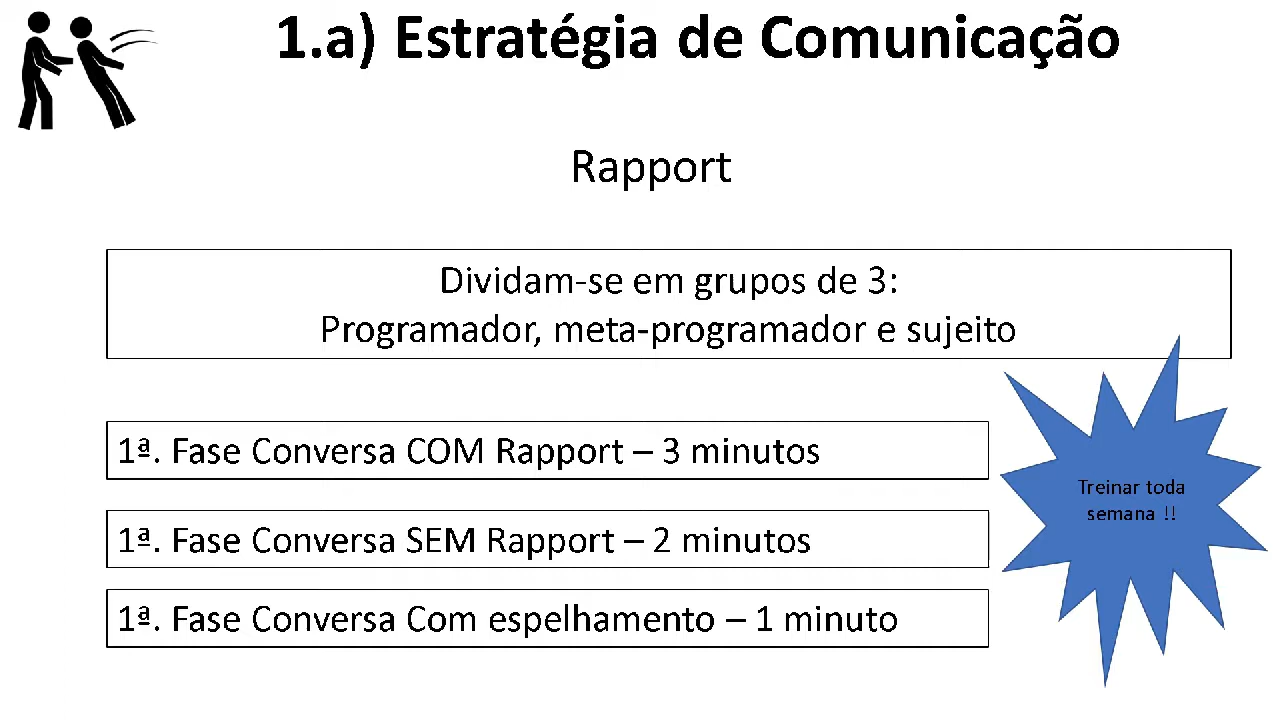 1.a) Estratégia de Comunicação
Rapport
Dividam-se em grupos de 3:
Programador, meta-programador e sujeito
1ª. Fase Conversa COM Rapport – 3 minutos
1ª. Fase Conversa SEM Rapport – 2 minutos
1ª. Fase Conversa Com espelhamento – 1 minuto
Treinar toda
semana !!